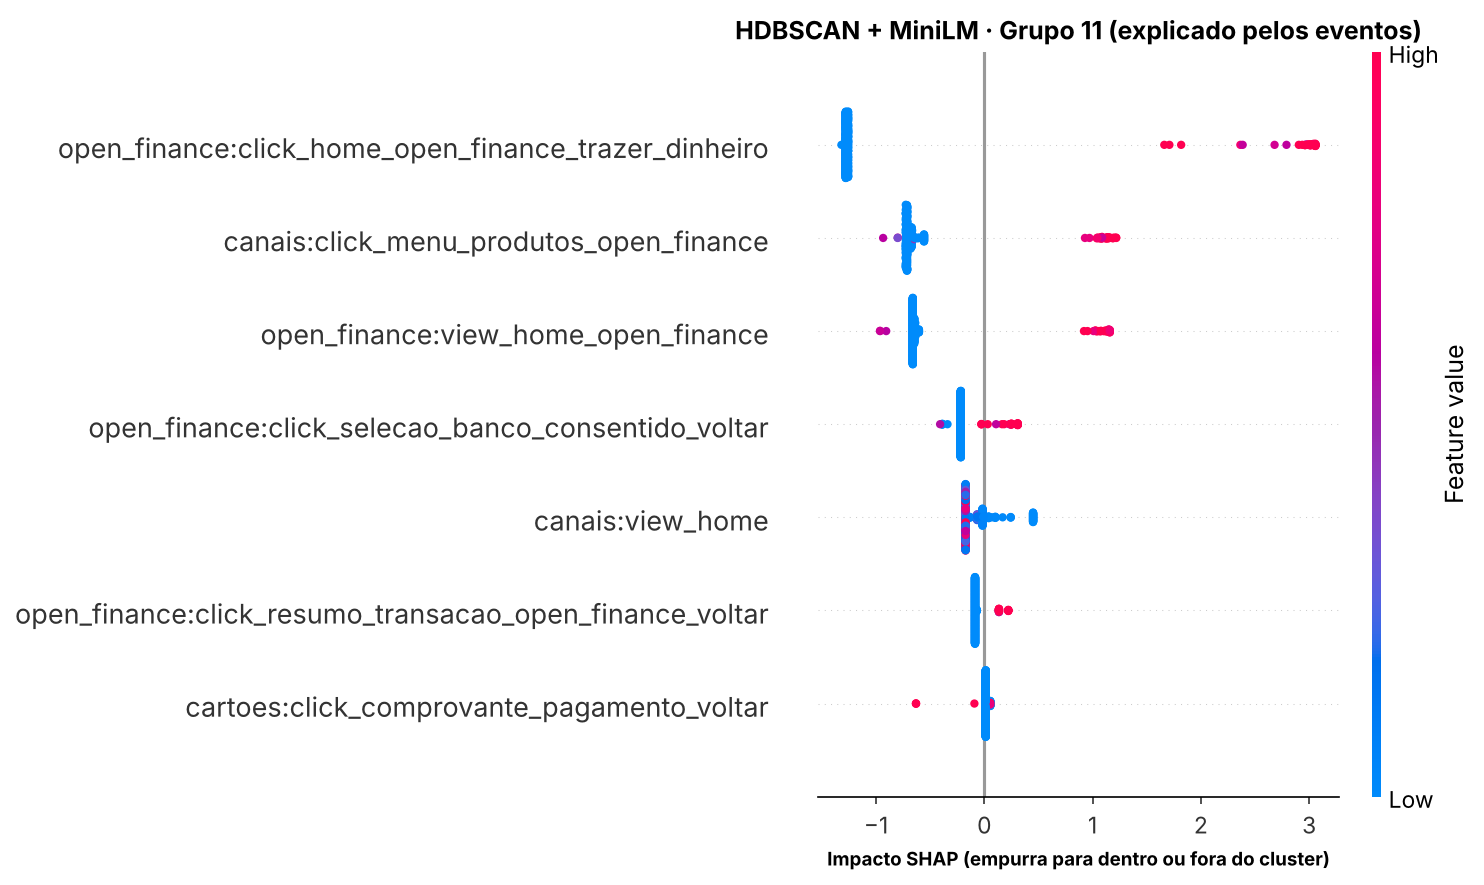 HDBSCAN + MiniLM · Grupo 11 (explicado pelos eventos)
High
open_finance:click_home_open_finance_trazer_dinheiro
canais:click_menu_produtos_open_finance
open_finance:view_home_open_finance
open_finance:click_selecao_banco_consentido_voltar
canais:view_home
open_finance:click_resumo_transacao_open_finance_voltar
cartoes:click_comprovante_pagamento_voltar
Feature value
Low
−1 0 1 2 3
Impacto SHAP (empurra para dentro ou fora do cluster)